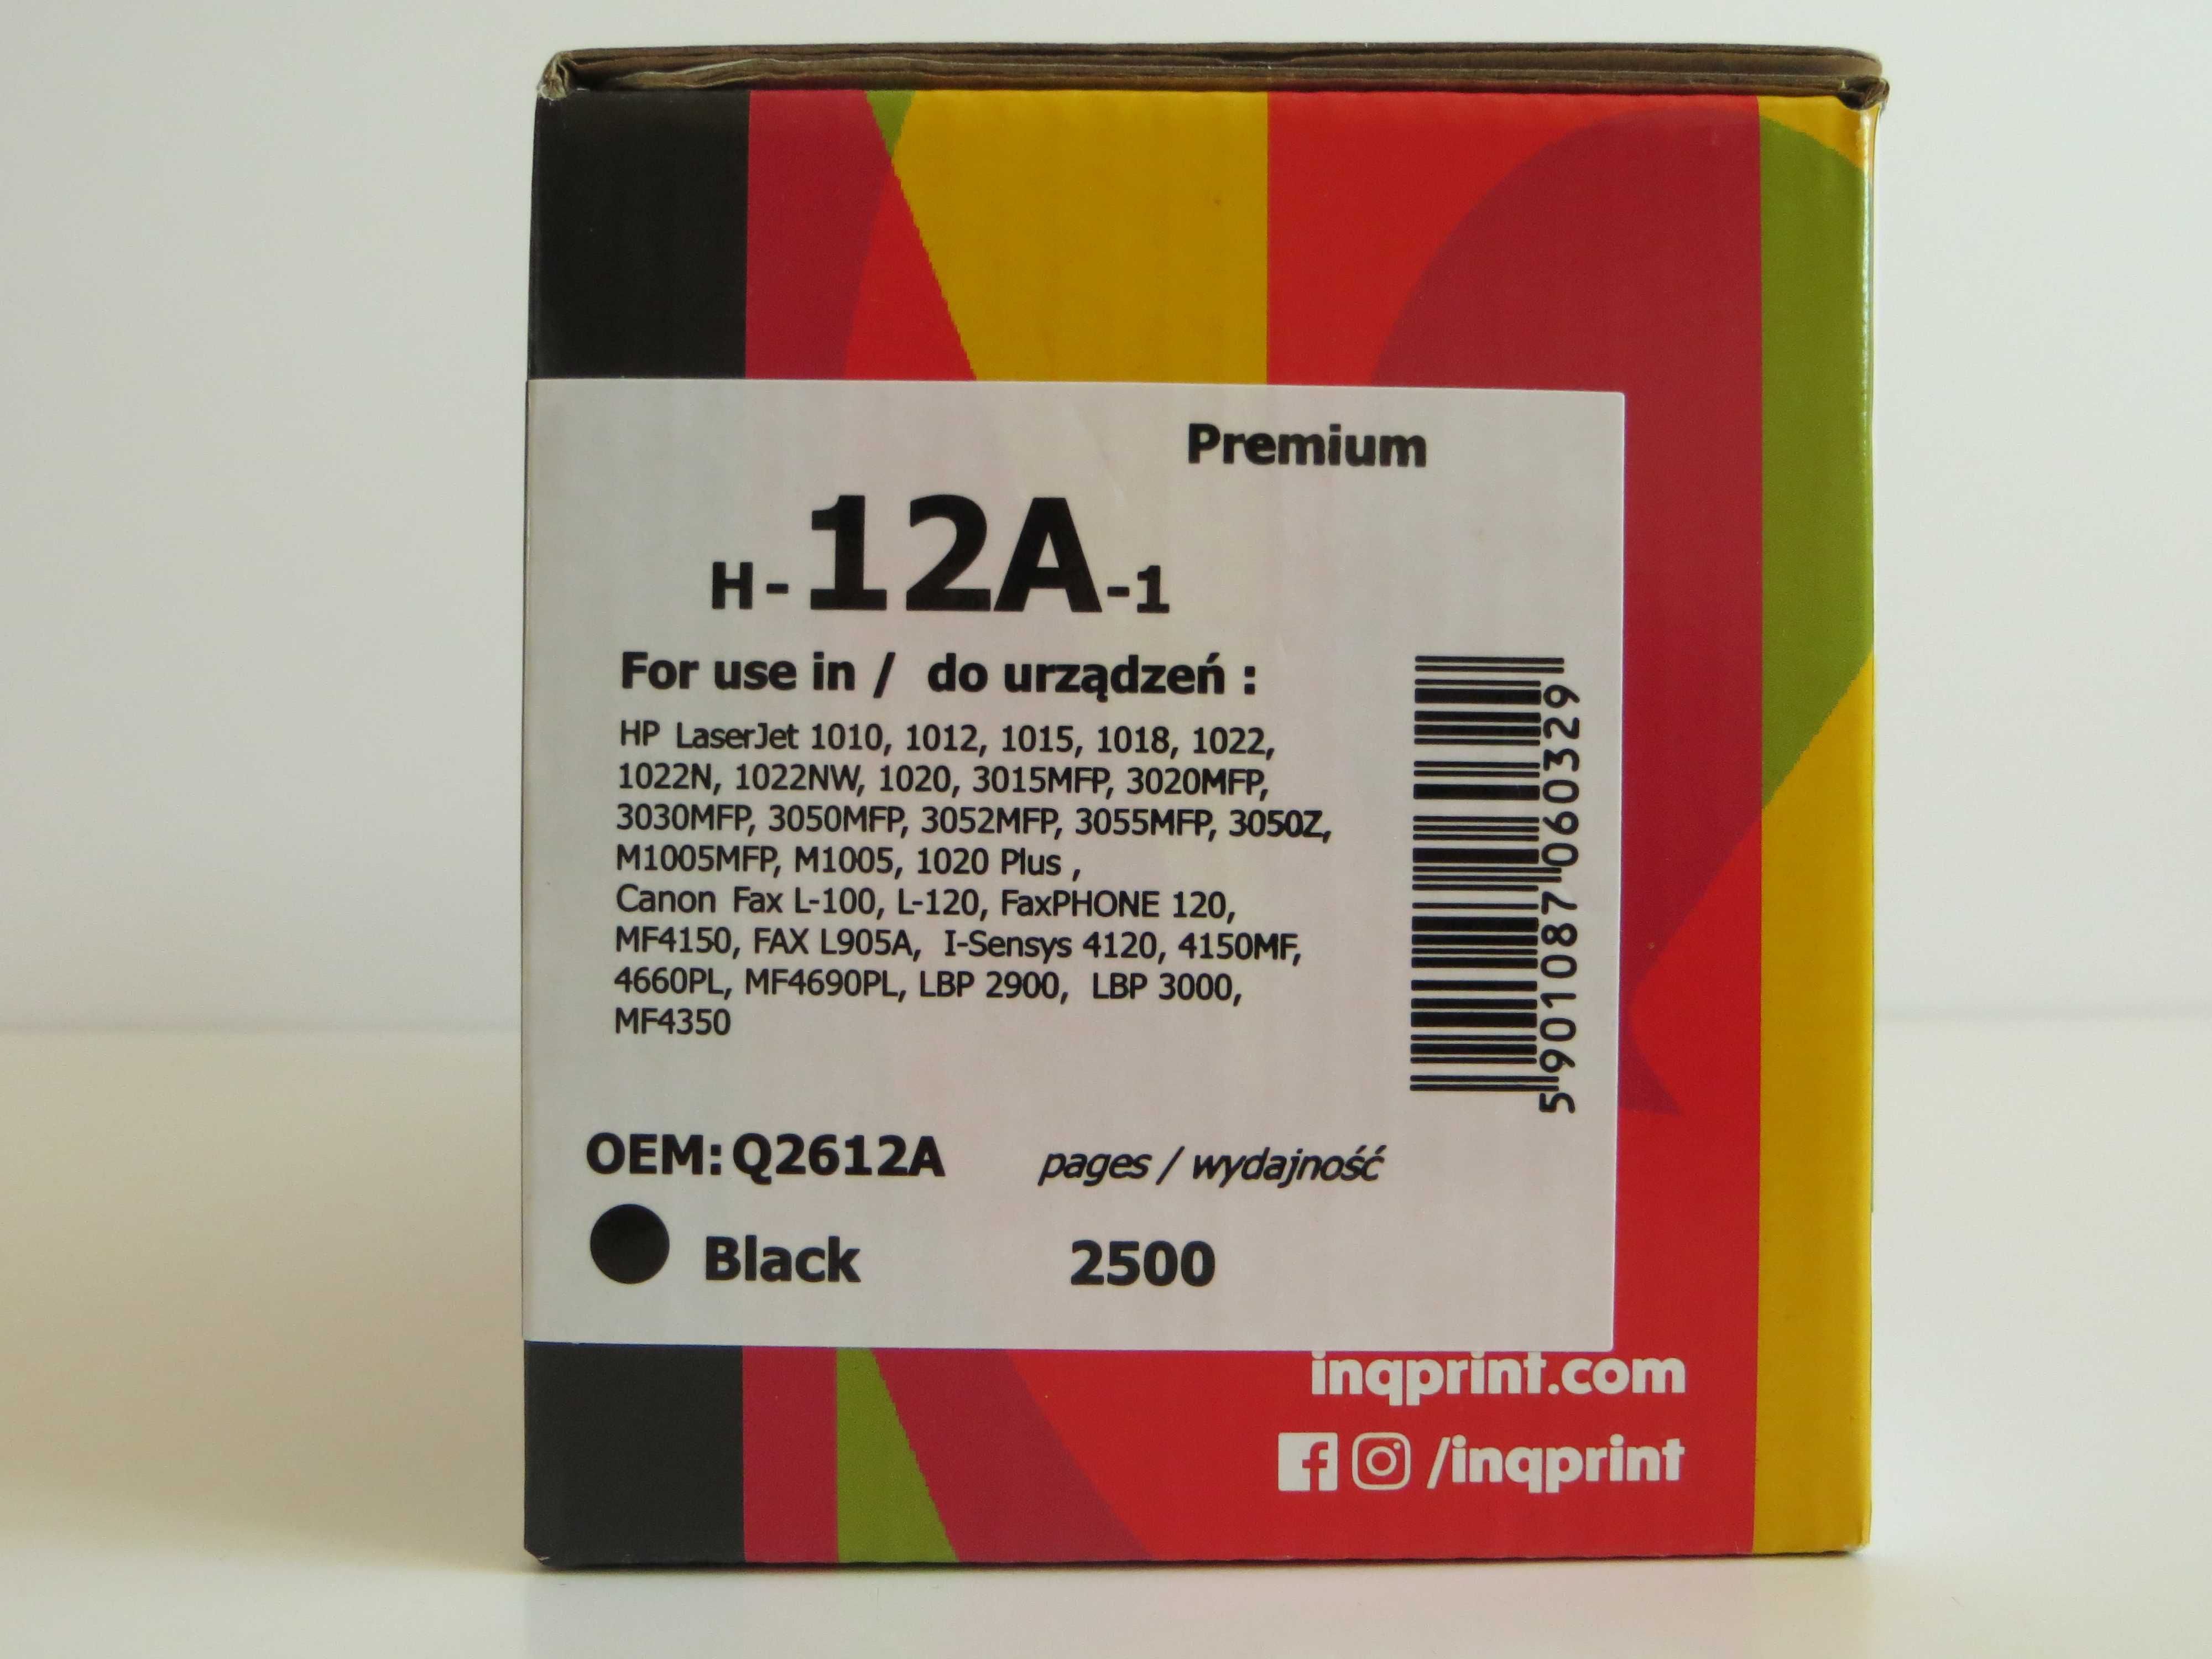 Premium
H-12A-1
For use in / do urządzeń :
HP LaserJet 1010, 1012, 1015, 1018, 1022,
1022N, 1022NW, 1020, 3015MFP, 3020MFP,
3030MFP, 3050MFP, 3052MFP, 3055MFP, 3050Z,
M1005MFP, M1005, 1020 Plus ,
Canon Fax L-100, L-120, FaxPHONE 120,
MF4150, FAX L905A, I-Sensys 4120, 4150MF,
4660PL, MF4690PL, LBP 2900, LBP 3000,
MF4350
5901087060329
OEM: Q2612A
pages / wydajność
Black
2500
inqprint.com
/inqprint